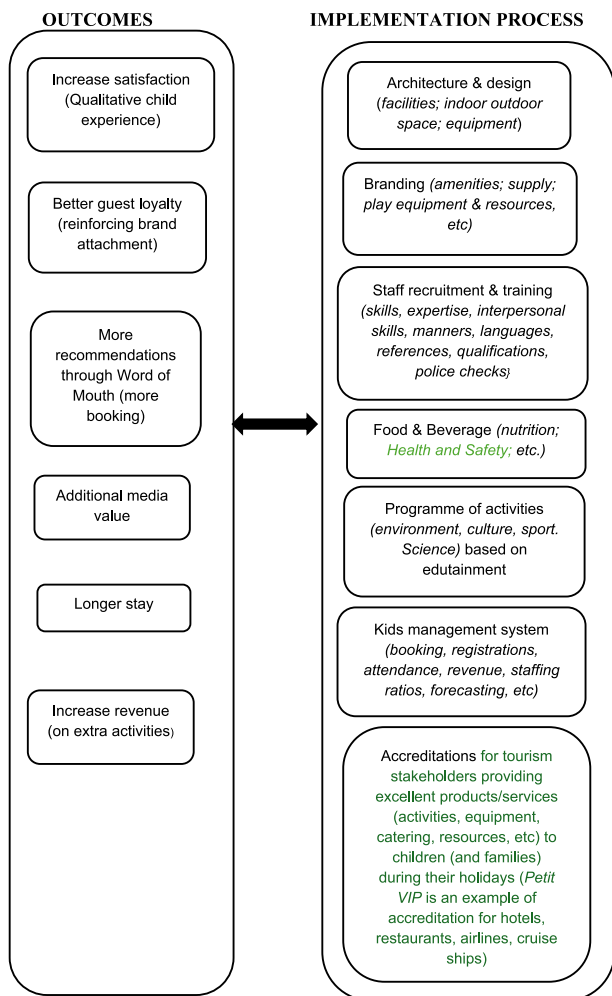 OUTCOMES
Increase satisfaction
(Qualitative child
experience)
Better guest loyalty
(reinforcing brand
attachment)
More
recommendations
through Word of
Mouth (more
booking)
Additional media
value
Longer stay
Increase revenue
(on extra activities)
IMPLEMENTATION PROCESS
Architecture & design
(facilities; indoor outdoor
space; equipment)
Branding (amenities; supply;
play equipment & resources,
etc)
Staff recruitment & training
(skills, expertise, interpersonal
skills, manners, languages,
references, qualifications,
police checks}
Food & Beverage (nutrition;
Health and Safety; etc.)
Programme of activities
(environment, culture, sport.
Science) based on
edutainment
Kids management system
(booking, registrations,
attendance, revenue, staffing
ratios, forecasting, etc)
Accreditations for tourism
stakeholders providing
excellent products/services
(activities, equipment,
catering, resources, etc) to
children (and families)
during their holidays (Petit
VIP is an example of
accreditation for hotels,
restaurants, airlines, cruise
ships)